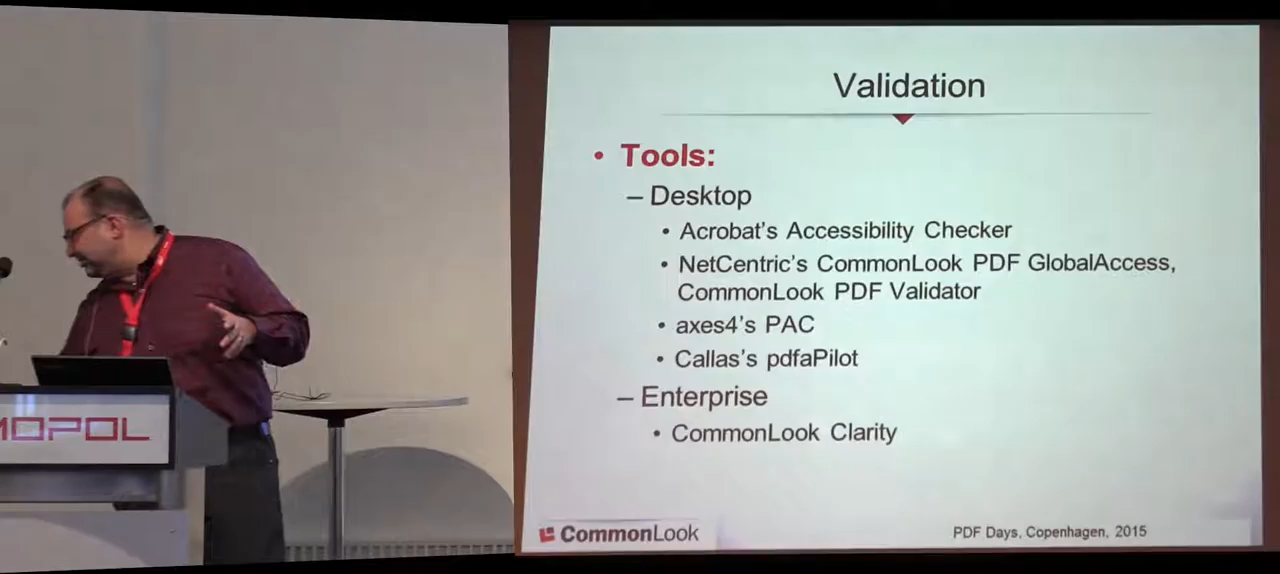 Validation
• Tools:
– Desktop
• Acrobat's Accessibility Checker
• NetCentric's CommonLook PDF GlobalAccess,
CommonLook PDF Validator
• axes4's PAC
• Callas's pdfaPilot
– Enterprise
• CommonLook Clarity
MOPOL
CommonLook
PDF Days, Copenhagen, 2015